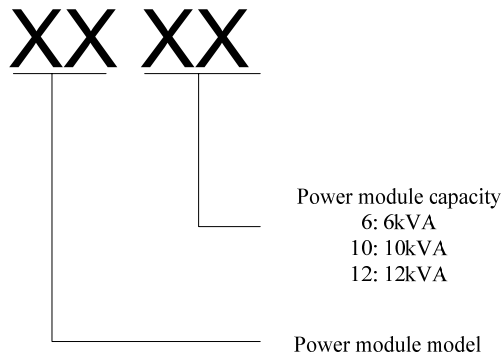 XX XX
Power module capacity
6: 6kVA
10: 10kVA
12: 12kVA
Power module model